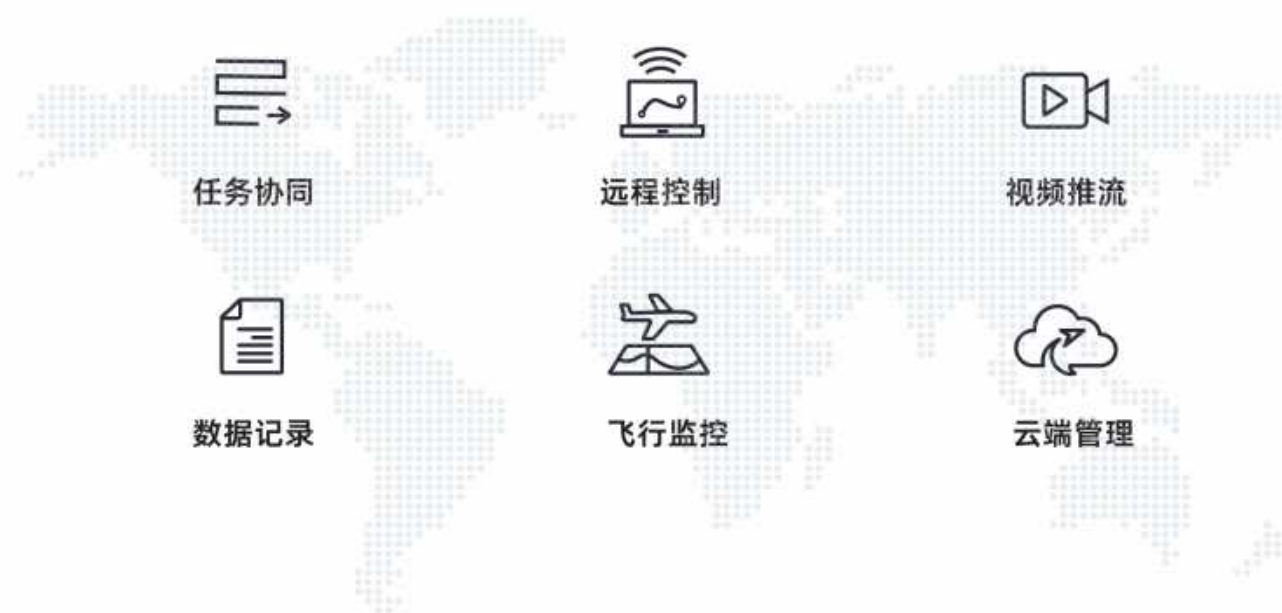 任务协同
远程控制
视频推流
数据记录
飞行监控
云端管理